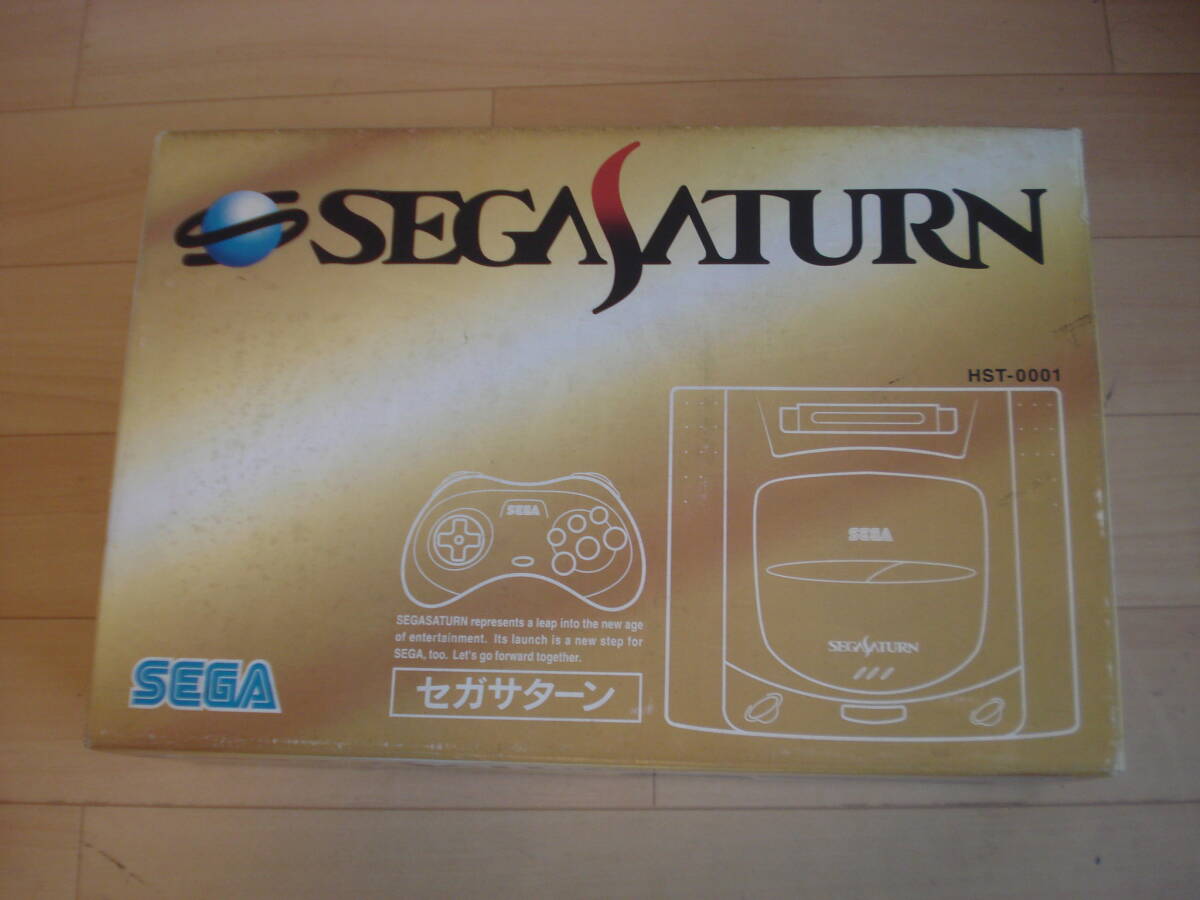 SEGASATURN
HST-0001
SEGA
SEGA
SEGASATURN
SEGASATURN represents a leap into the new age
of entertainment. Its launch is a new step for
SEGA, too. Let's go forward together.
セガサターン
SEGA